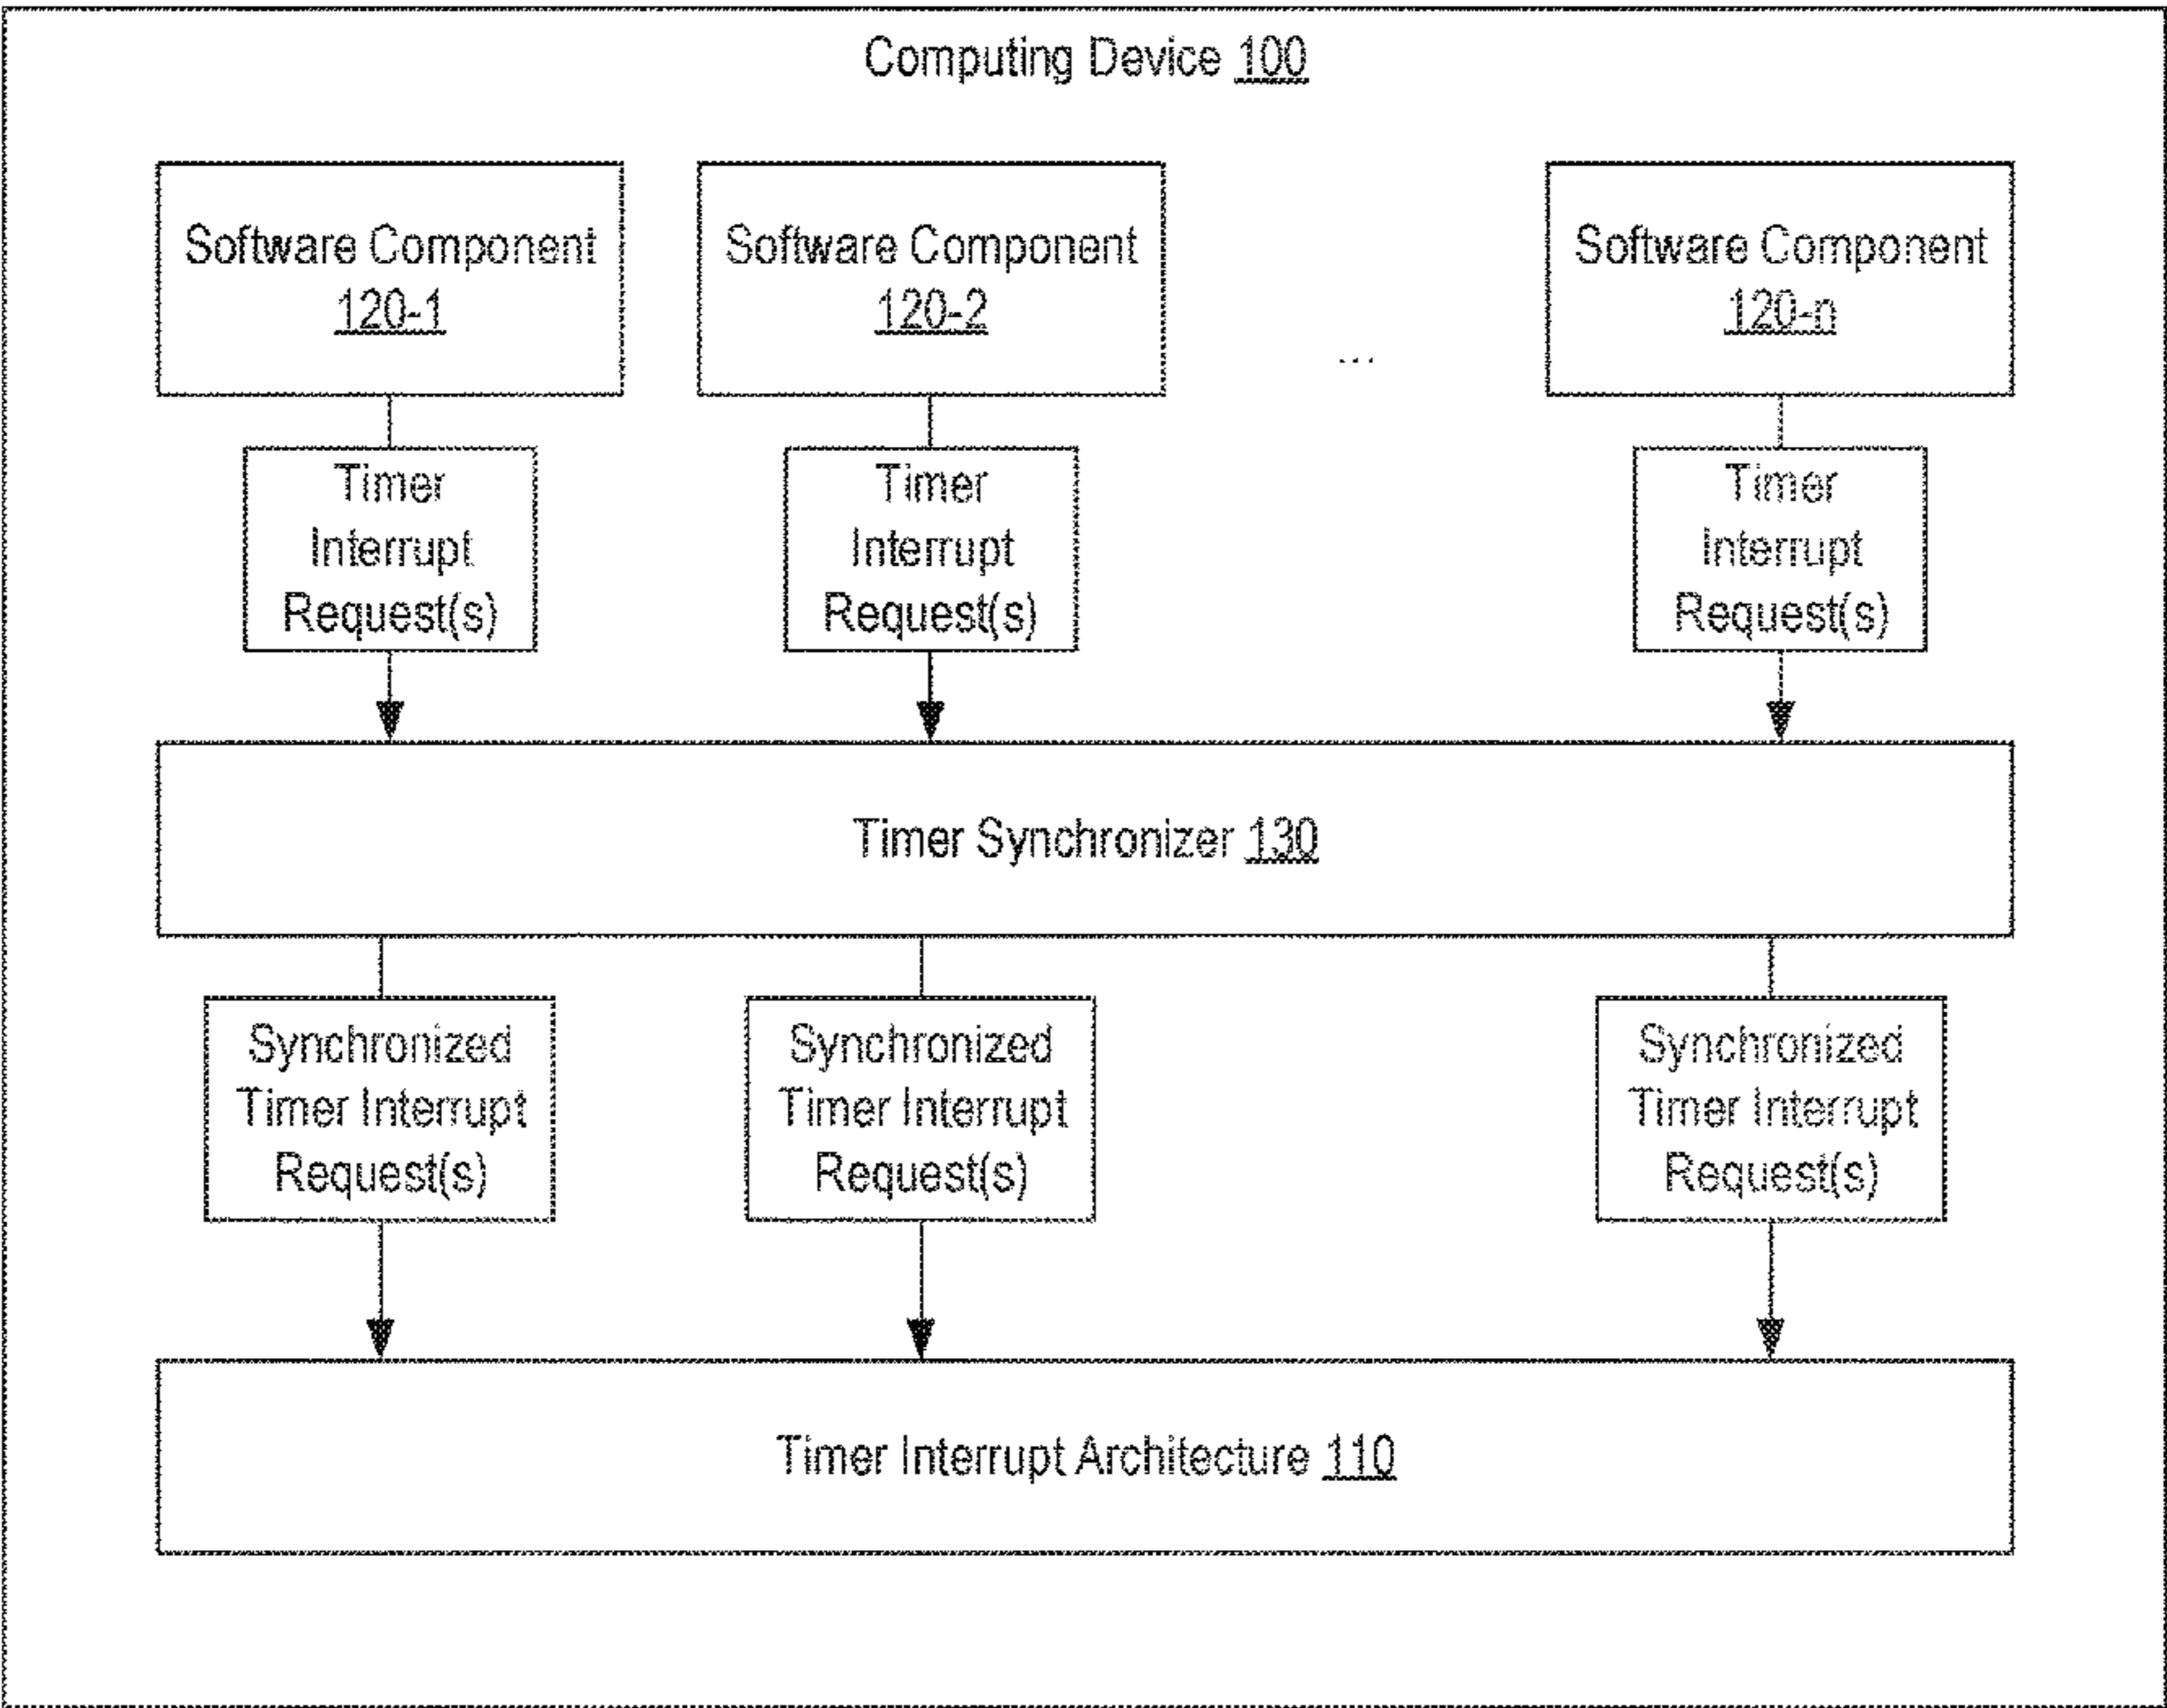 Computing Device 100
Software Component
120-1
Software Component
120-2
...
Software Component
120-n
Timer
Interrupt
Request(s)
Timer
Interrupt
Request(s)
Timer
Interrupt
Request(s)
Timer Synchronizer 130
Synchronized
Timer Interrupt
Request(s)
Synchronized
Timer Interrupt
Request(s)
Synchronized
Timer Interrupt
Request(s)
Timer Interrupt Architecture 110